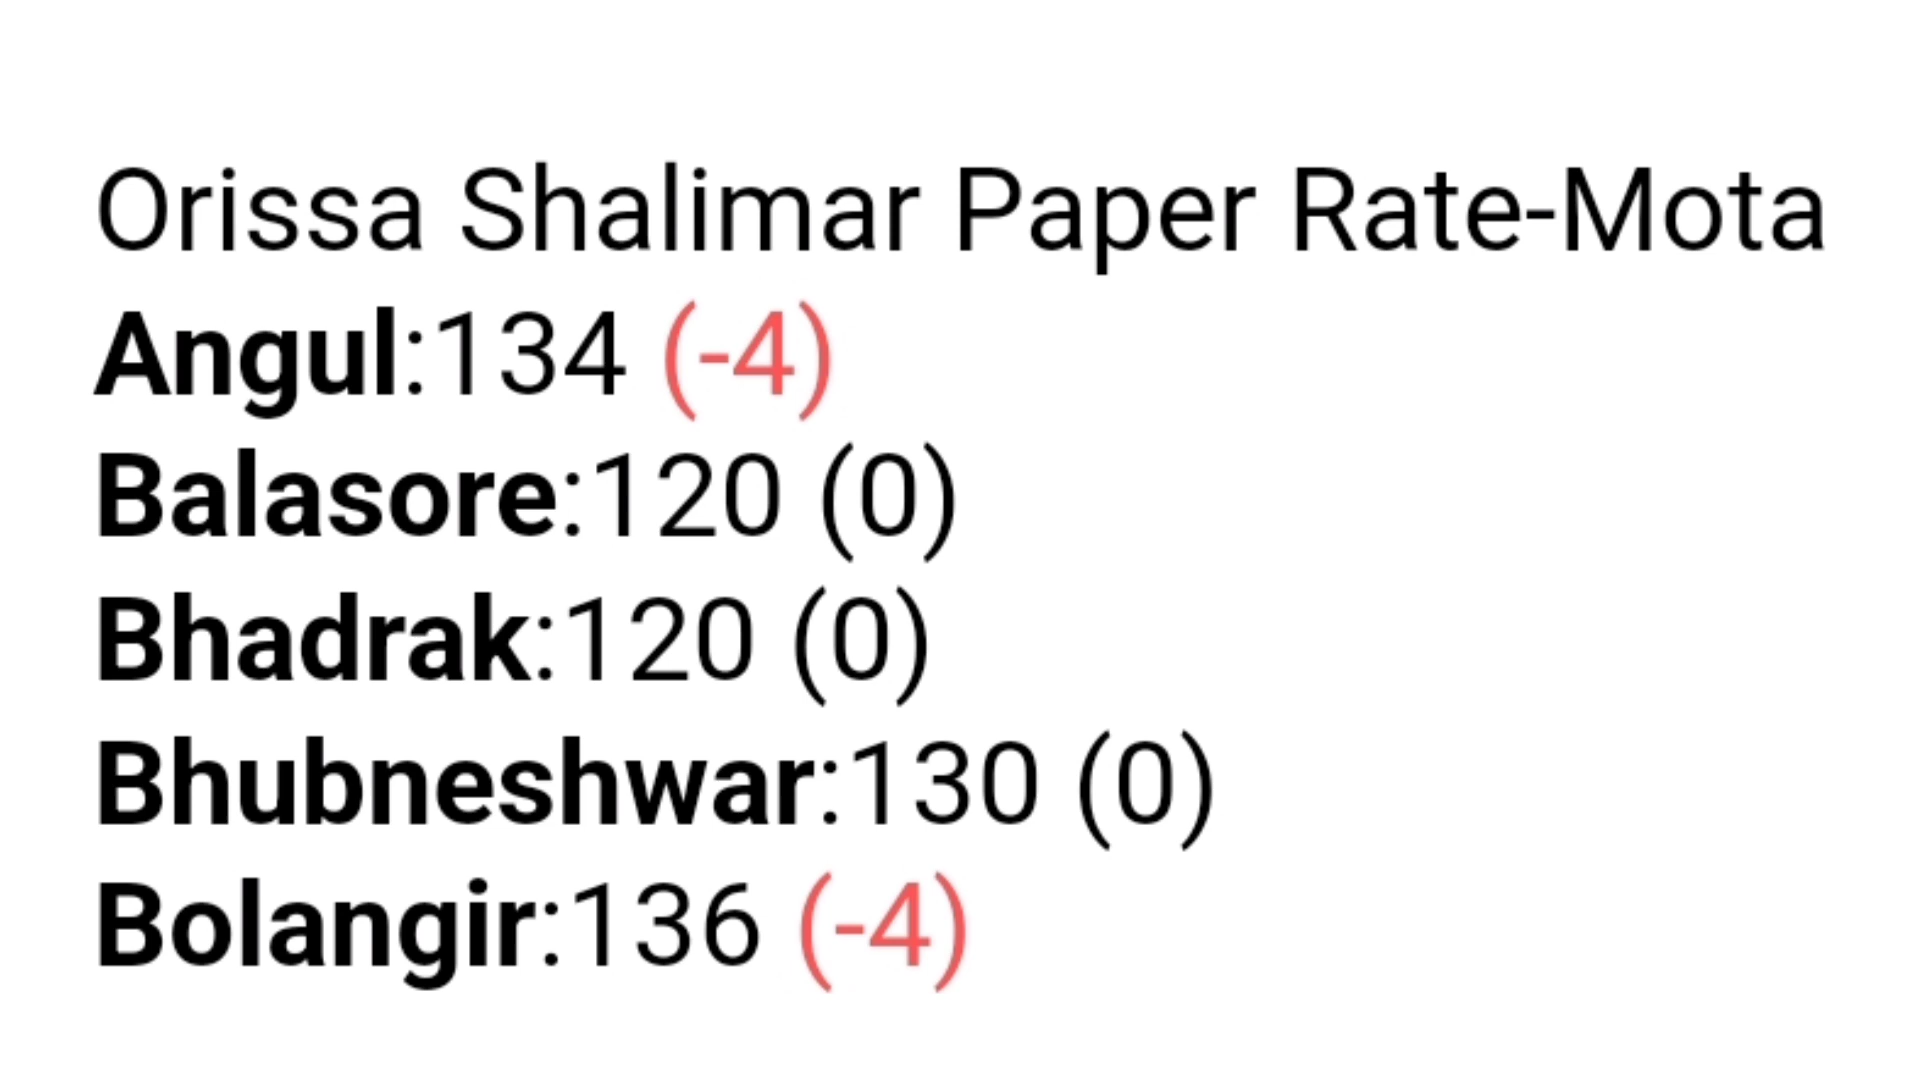 Orissa Shalimar Paper Rate-Mota
Angul:134 (-4)
Balasore:120 (0)
Bhadrak:120 (0)
Bhubneshwar:130 (0)
Bolangir:136 (-4)